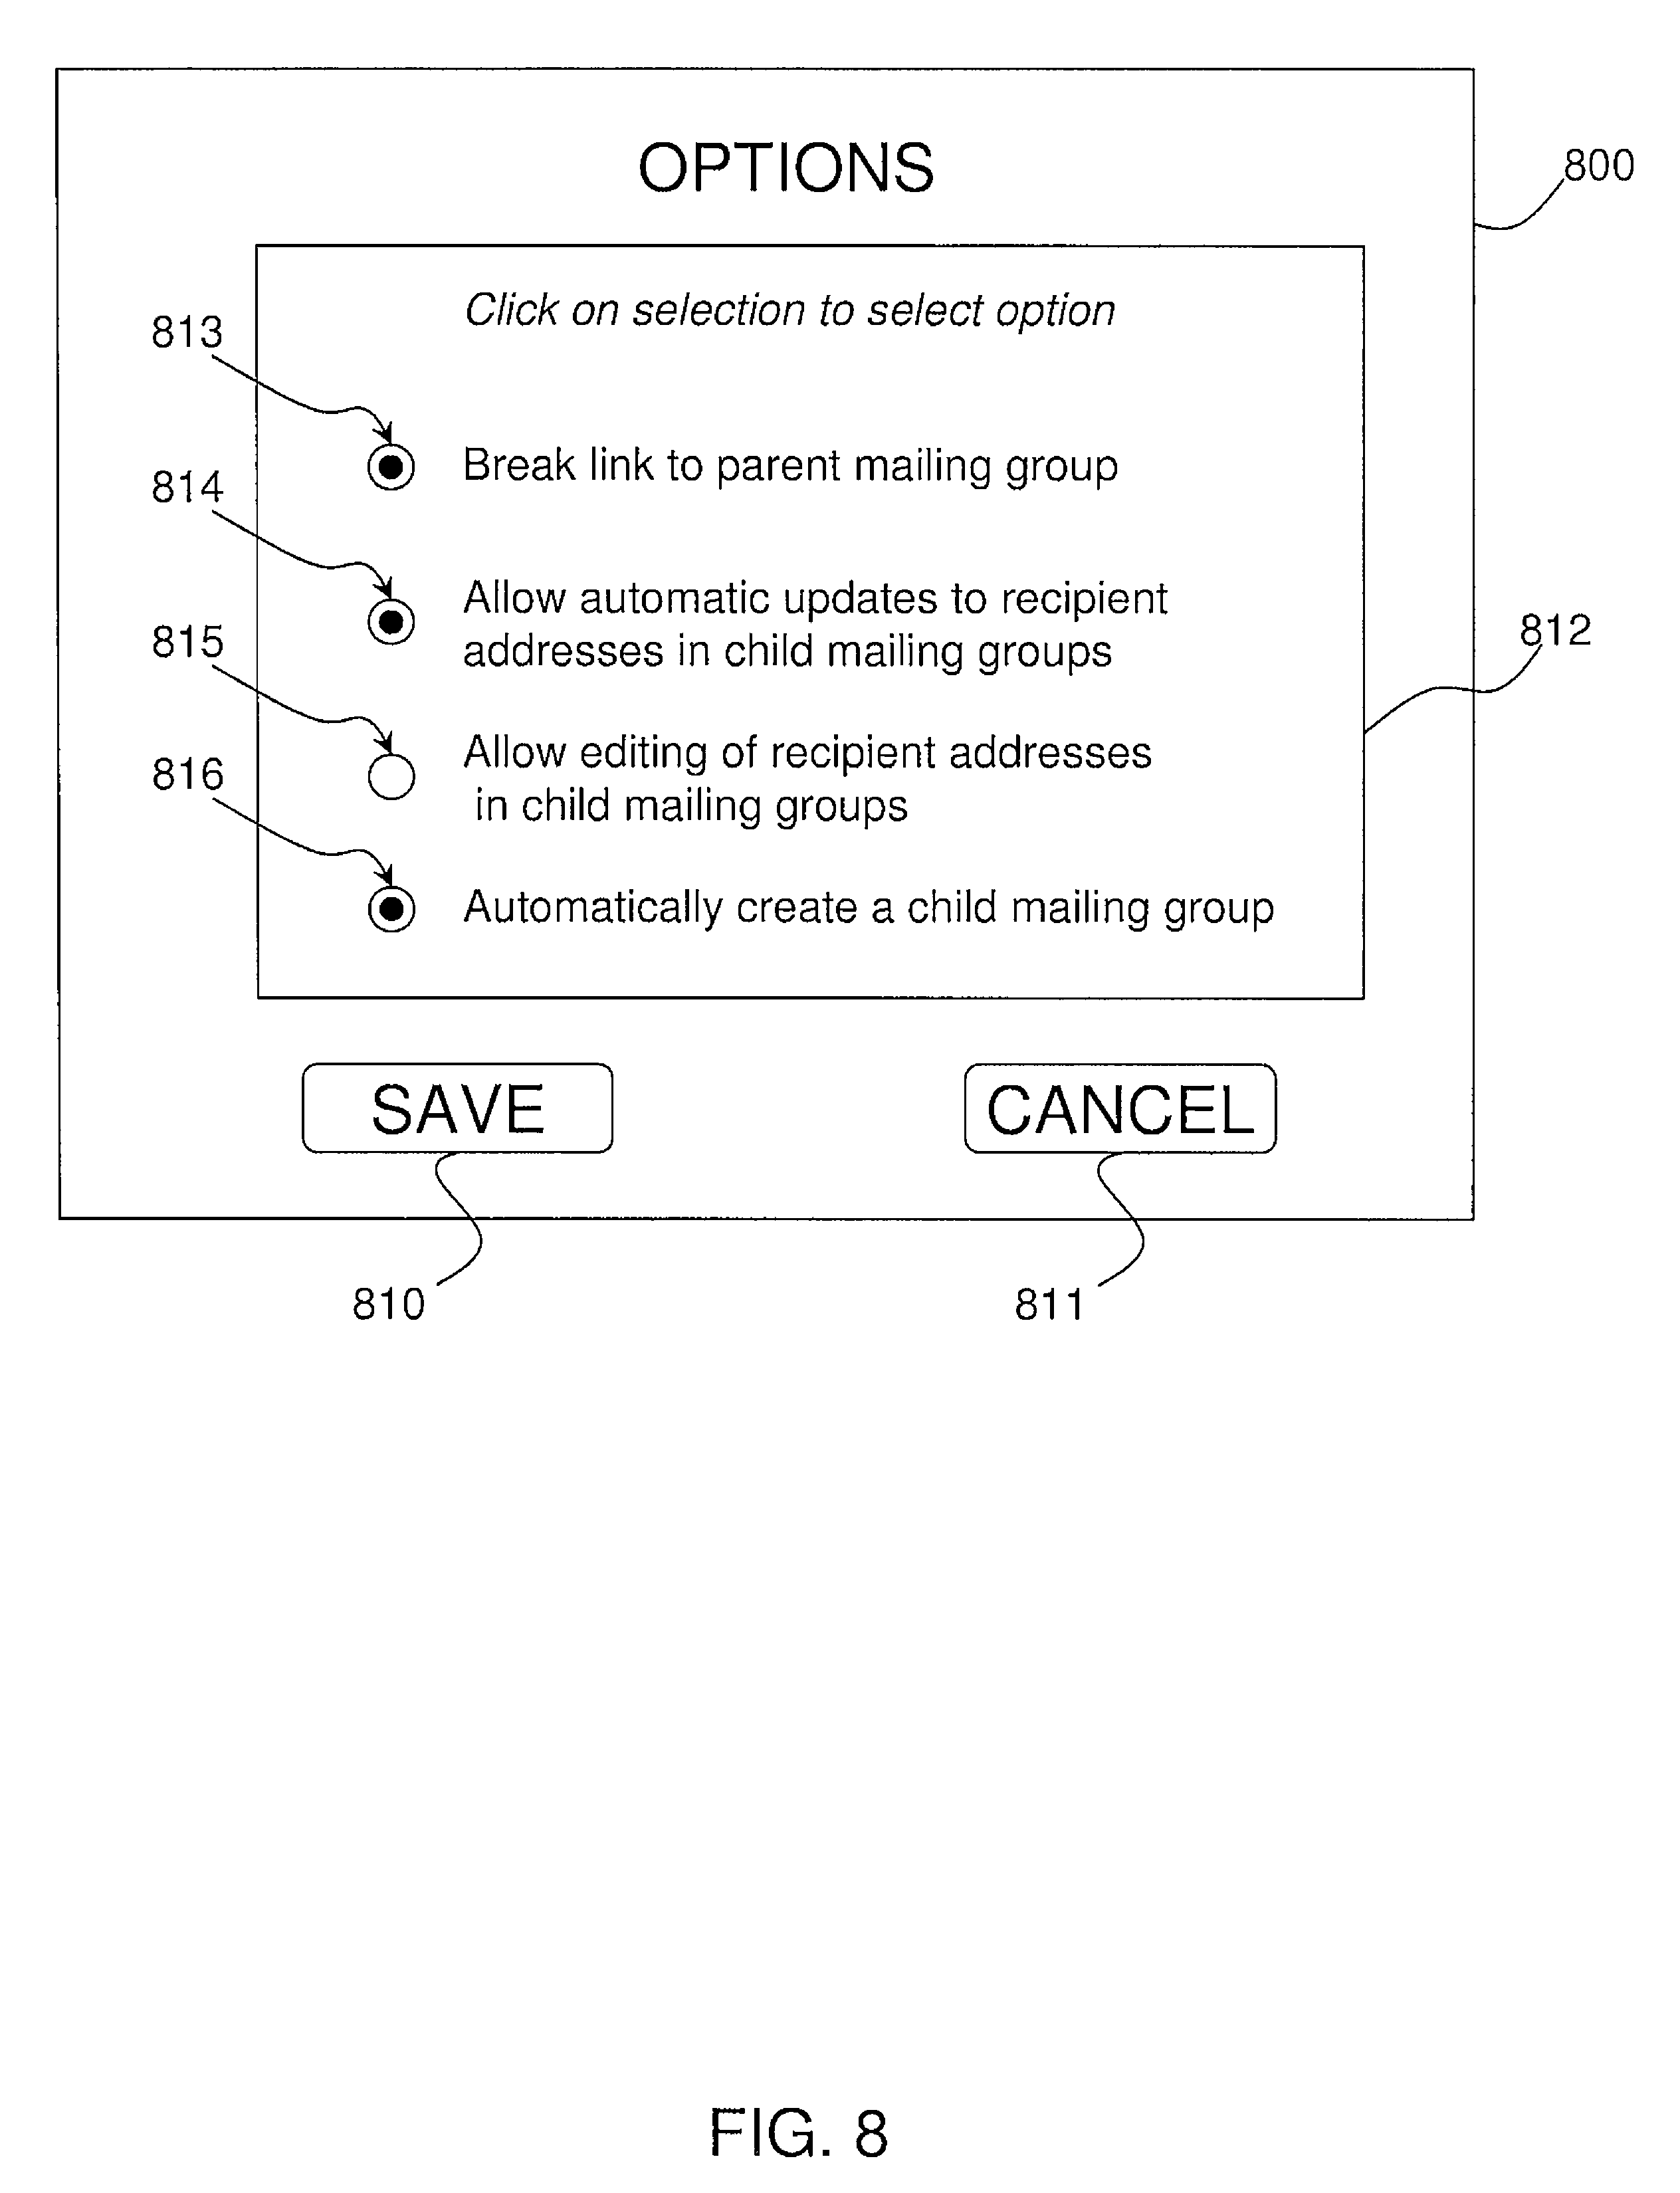 OPTIONS
800
Click on selection to select option
813
Break link to parent mailing group
814
Allow automatic updates to recipient
addresses in child mailing groups
812
815
Allow editing of recipient addresses
in child mailing groups
816
Automatically create a child mailing group
SAVE
CANCEL
810
811
FIG. 8